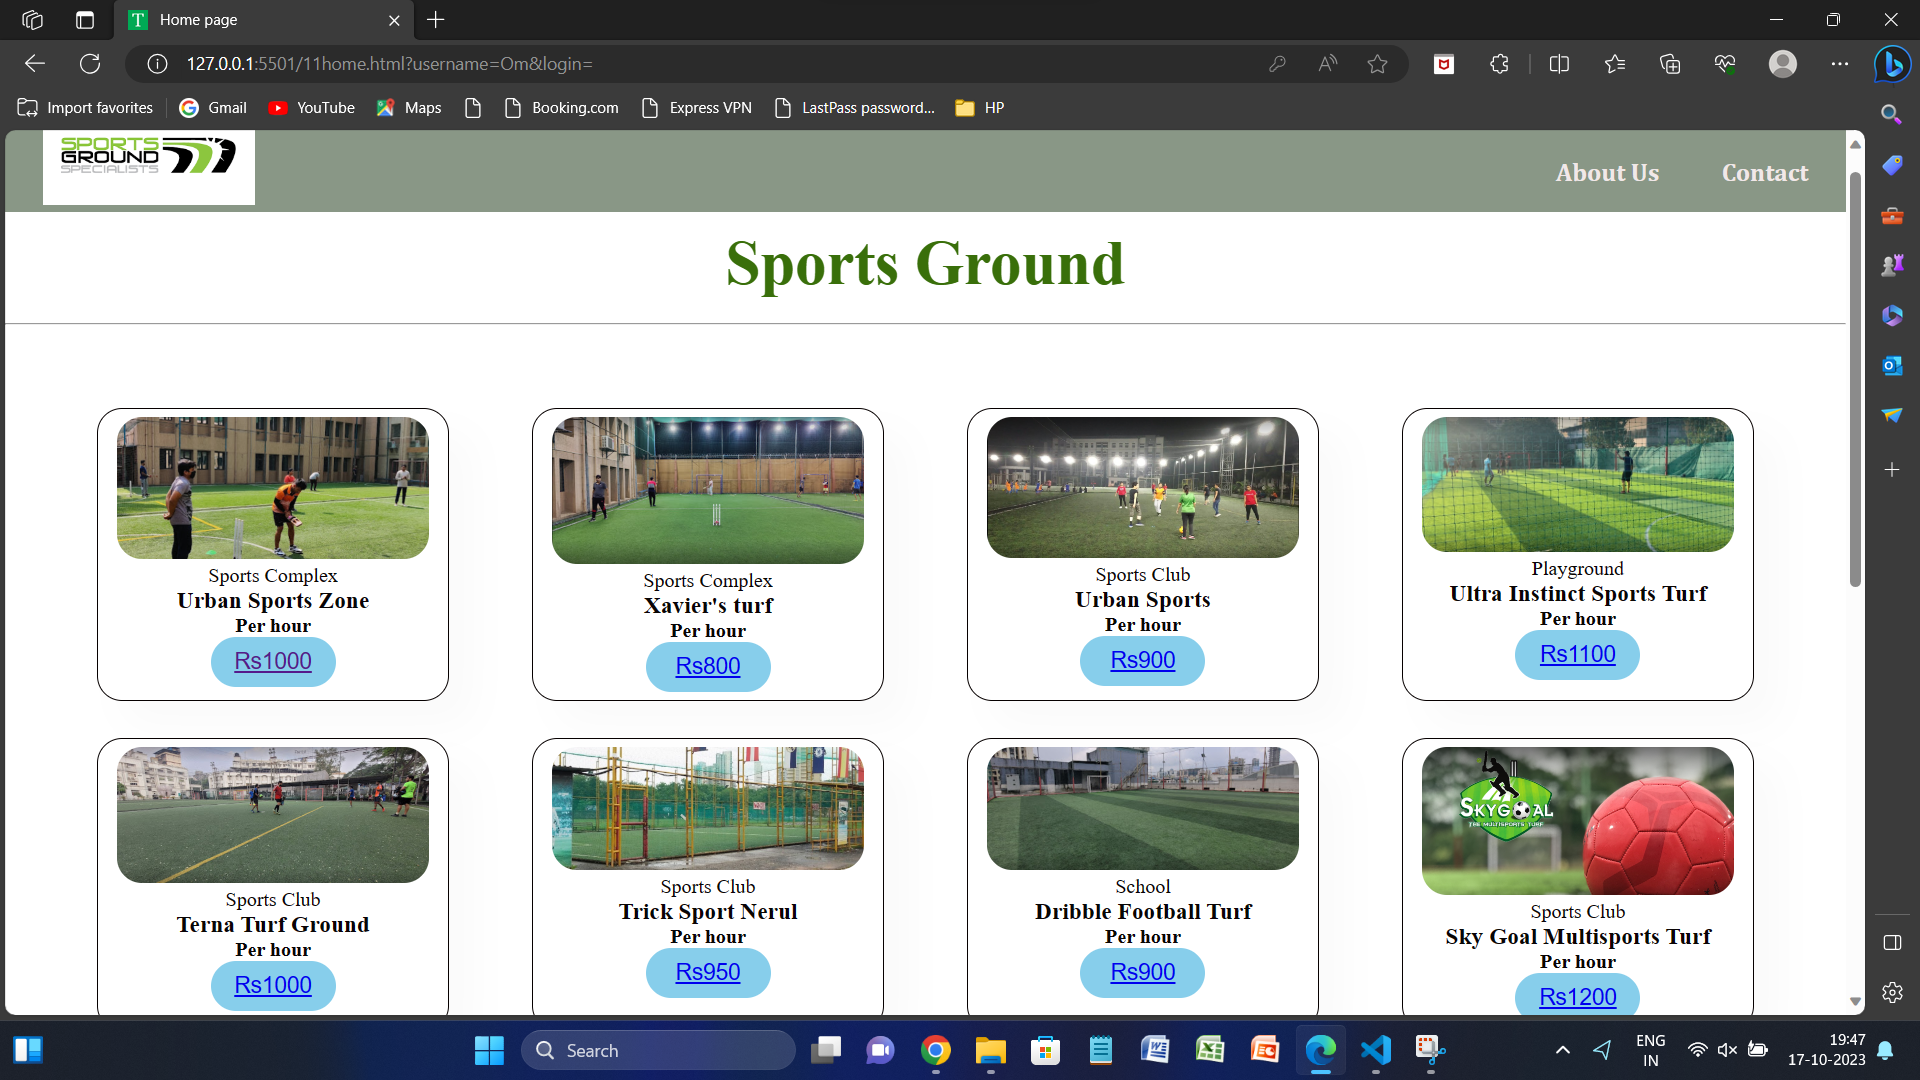 Home page
127.0.0.1:5501/11home.html?username=Om&login=
Import favorites
Gmail
YouTube
Maps
Booking.com
Express VPN
LastPass password...
HP
SPORTS
GROUND
SPECIALISTS
About Us
Contact
Sports Ground
Sports Complex
Urban Sports Zone
Per hour
Rs1000
Sports Complex
Xavier's turf
Per hour
Rs800
Sports Club
Urban Sports
Per hour
Rs900
Playground
Ultra Instinct Sports Turf
Per hour
Rs1100
Sports Club
Terna Turf Ground
Per hour
Rs1000
Sports Club
Trick Sport Nerul
Per hour
Rs950
School
Dribble Football Turf
Per hour
Rs900
SKYGOAL
THE MULTISPORTS TURF
Sports Club
Sky Goal Multisports Turf
Per hour
Rs1200
Search
ENG
IN
19:47
17-10-2023